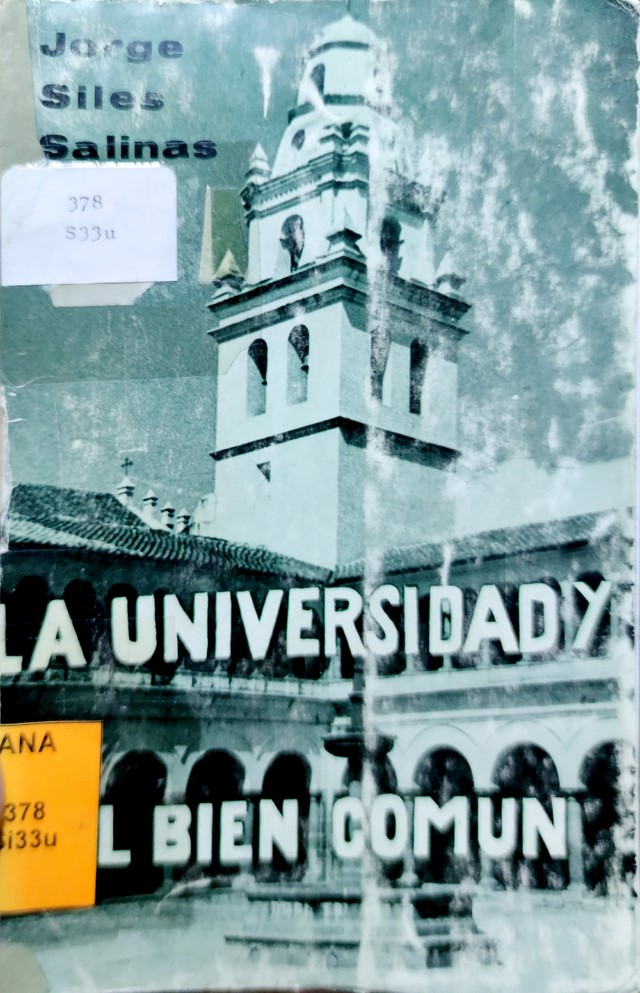 Jorge
Siles
Salinas
378
S33u
LA UNIVERSIDAD Y
ANA
378
Si33u
L BIEN COMUN